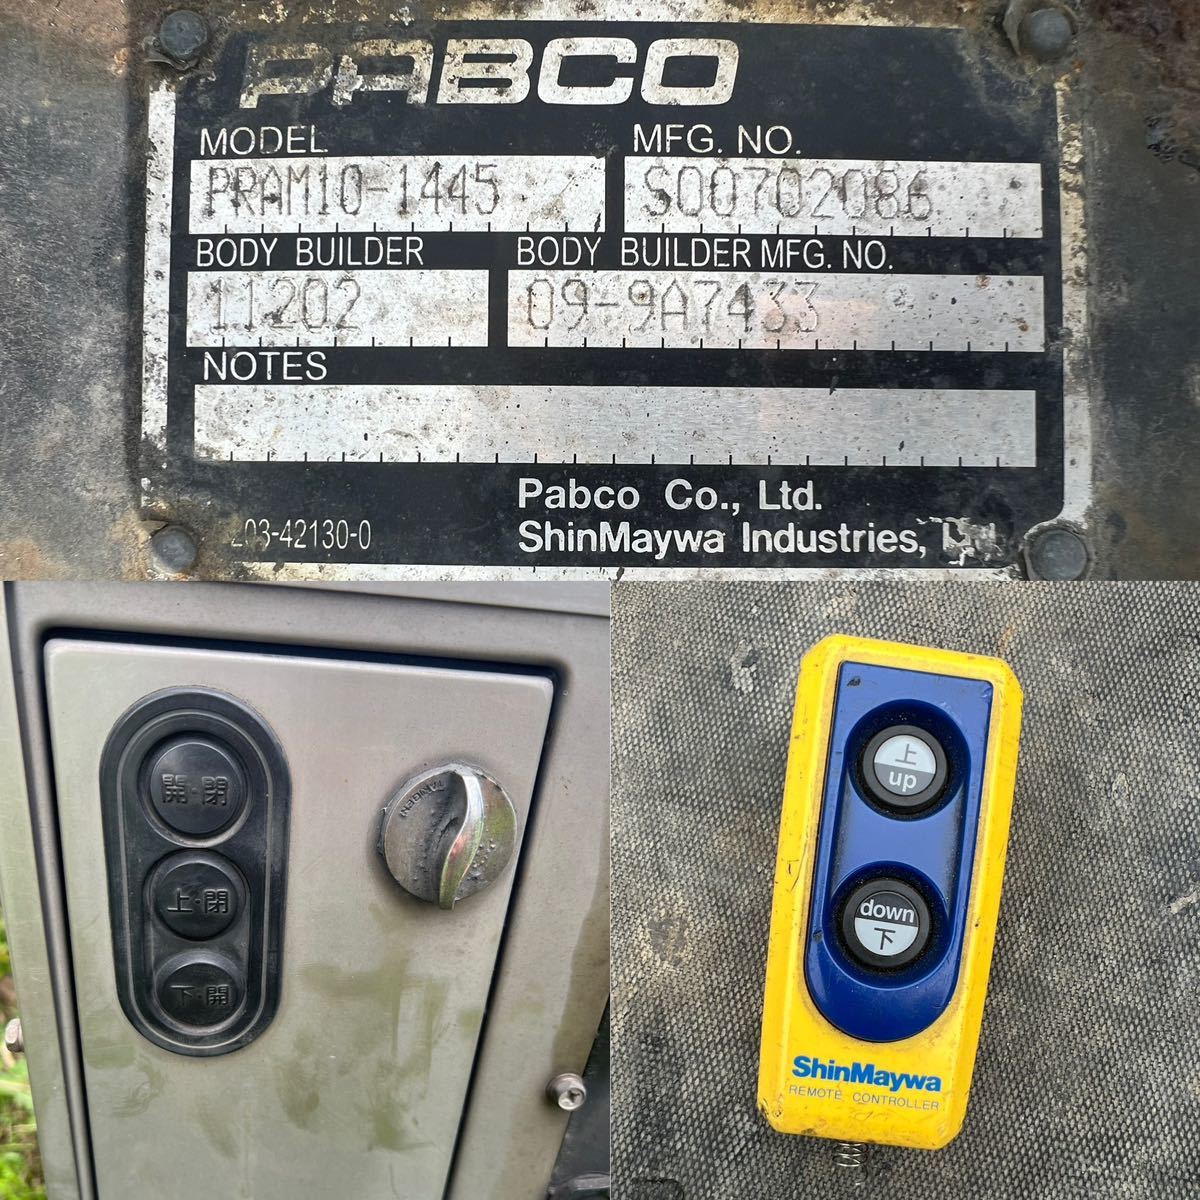 PABCO
MODEL MFG. NO.
PRAM10-1445 S00702086
BODY BUILDER BODY BUILDER MFG. NO.
11202 09-9A7433
NOTES
Pabco Co., Ltd.
203-42130-0 ShinMaywa Industries,
開・閉
上・閉
下・開
TANGEN
上
up
down
下
ShinMaywa
REMOTE CONTROLLER